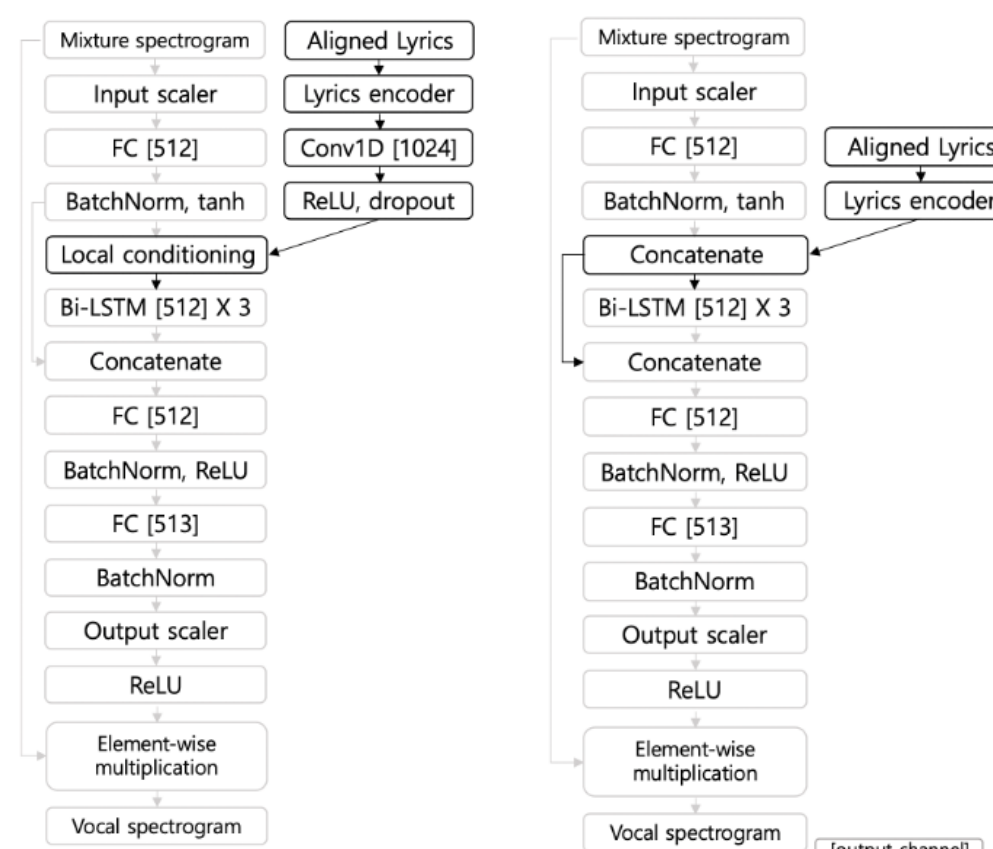 Mixture spectrogram
Input scaler
FC [512]
BatchNorm, tanh
Local conditioning
Bi-LSTM [512] X 3
Concatenate
FC [512]
BatchNorm, ReLU
FC [513]
BatchNorm
Output scaler
ReLU
Element-wise
multiplication
Vocal spectrogram
Aligned Lyrics
Lyrics encoder
Conv1D [1024]
ReLU, dropout
Mixture spectrogram
Input scaler
FC [512]
BatchNorm, tanh
Concatenate
Bi-LSTM [512] X 3
Concatenate
FC [512]
BatchNorm, ReLU
FC [513]
BatchNorm
Output scaler
ReLU
Element-wise
multiplication
Vocal spectrogram
Aligned Lyrics
Lyrics encoder
[output channel]